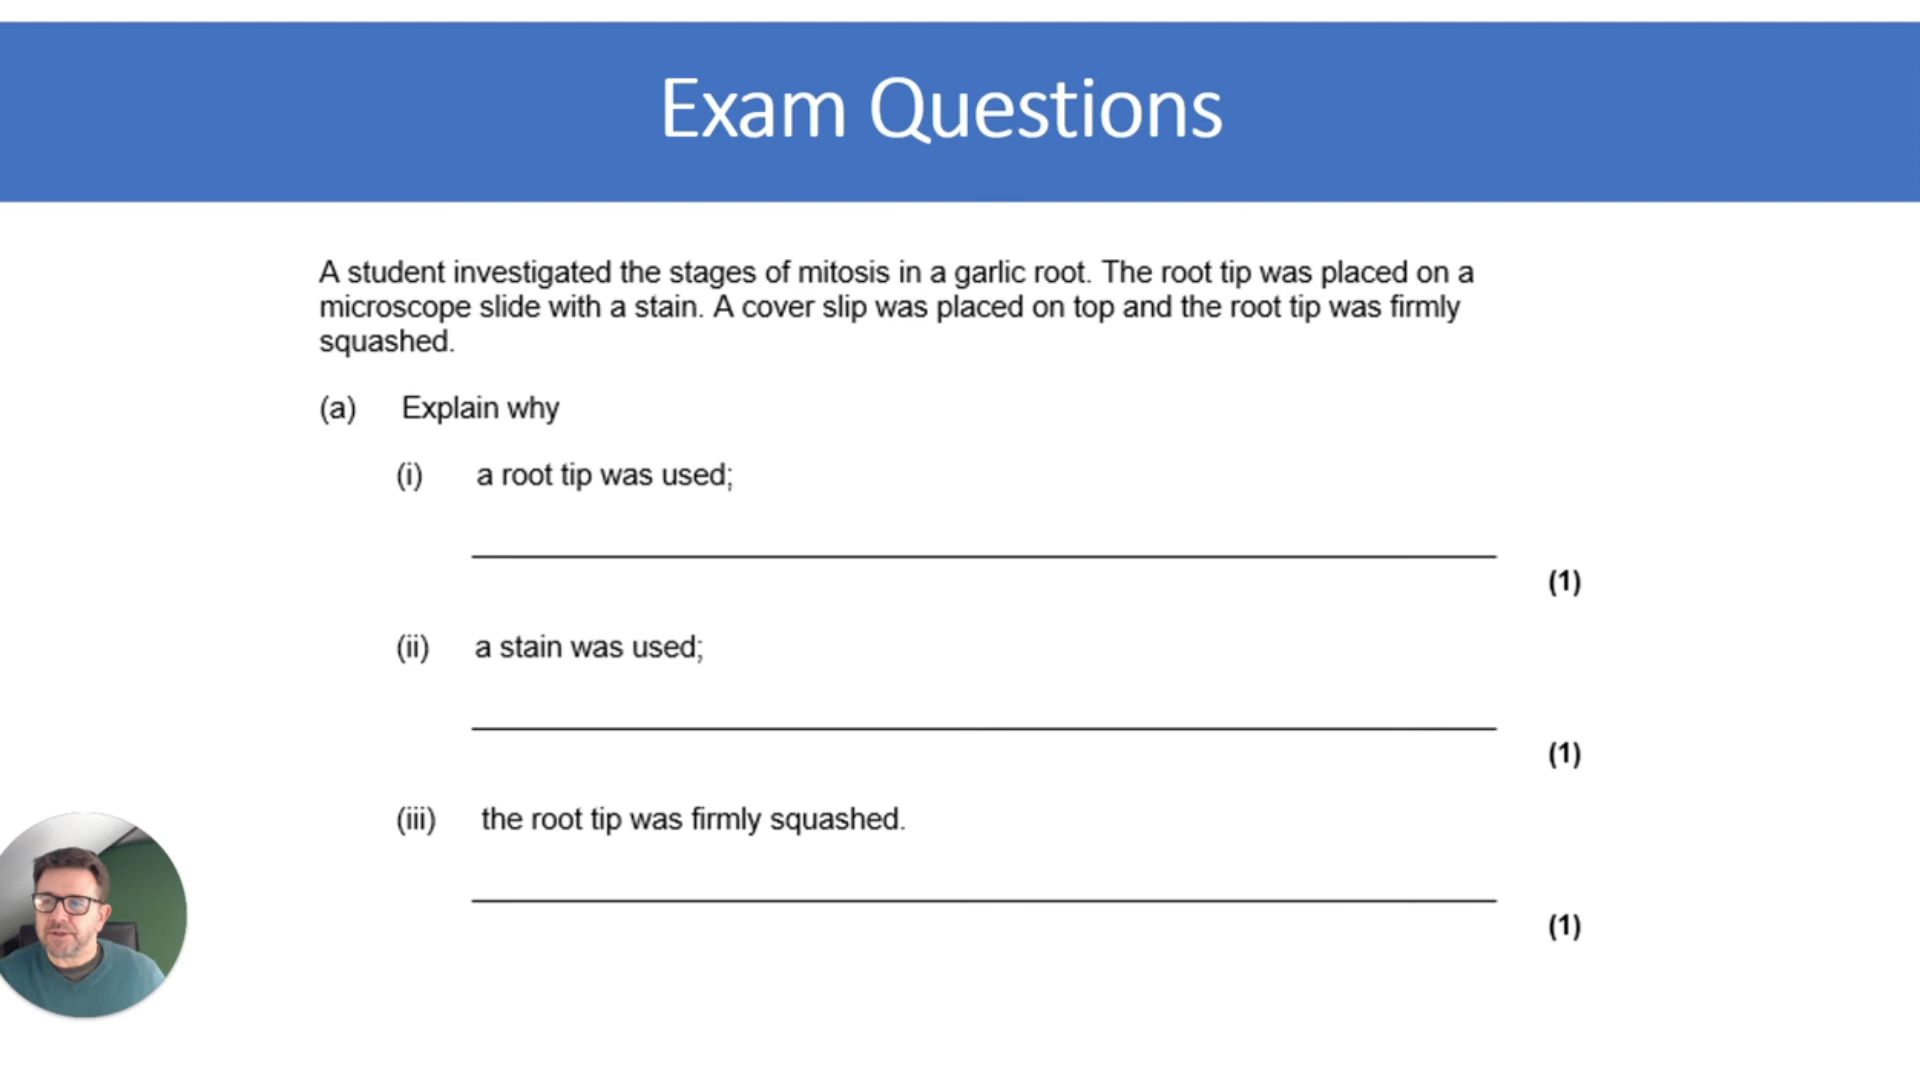 Exam Questions
A student investigated the stages of mitosis in a garlic root. The root tip was placed on a
microscope slide with a stain. A cover slip was placed on top and the root tip was firmly
squashed.
(a) Explain why
(i) a root tip was used;
(1)
(ii) a stain was used;
(1)
(iii) the root tip was firmly squashed.
(1)